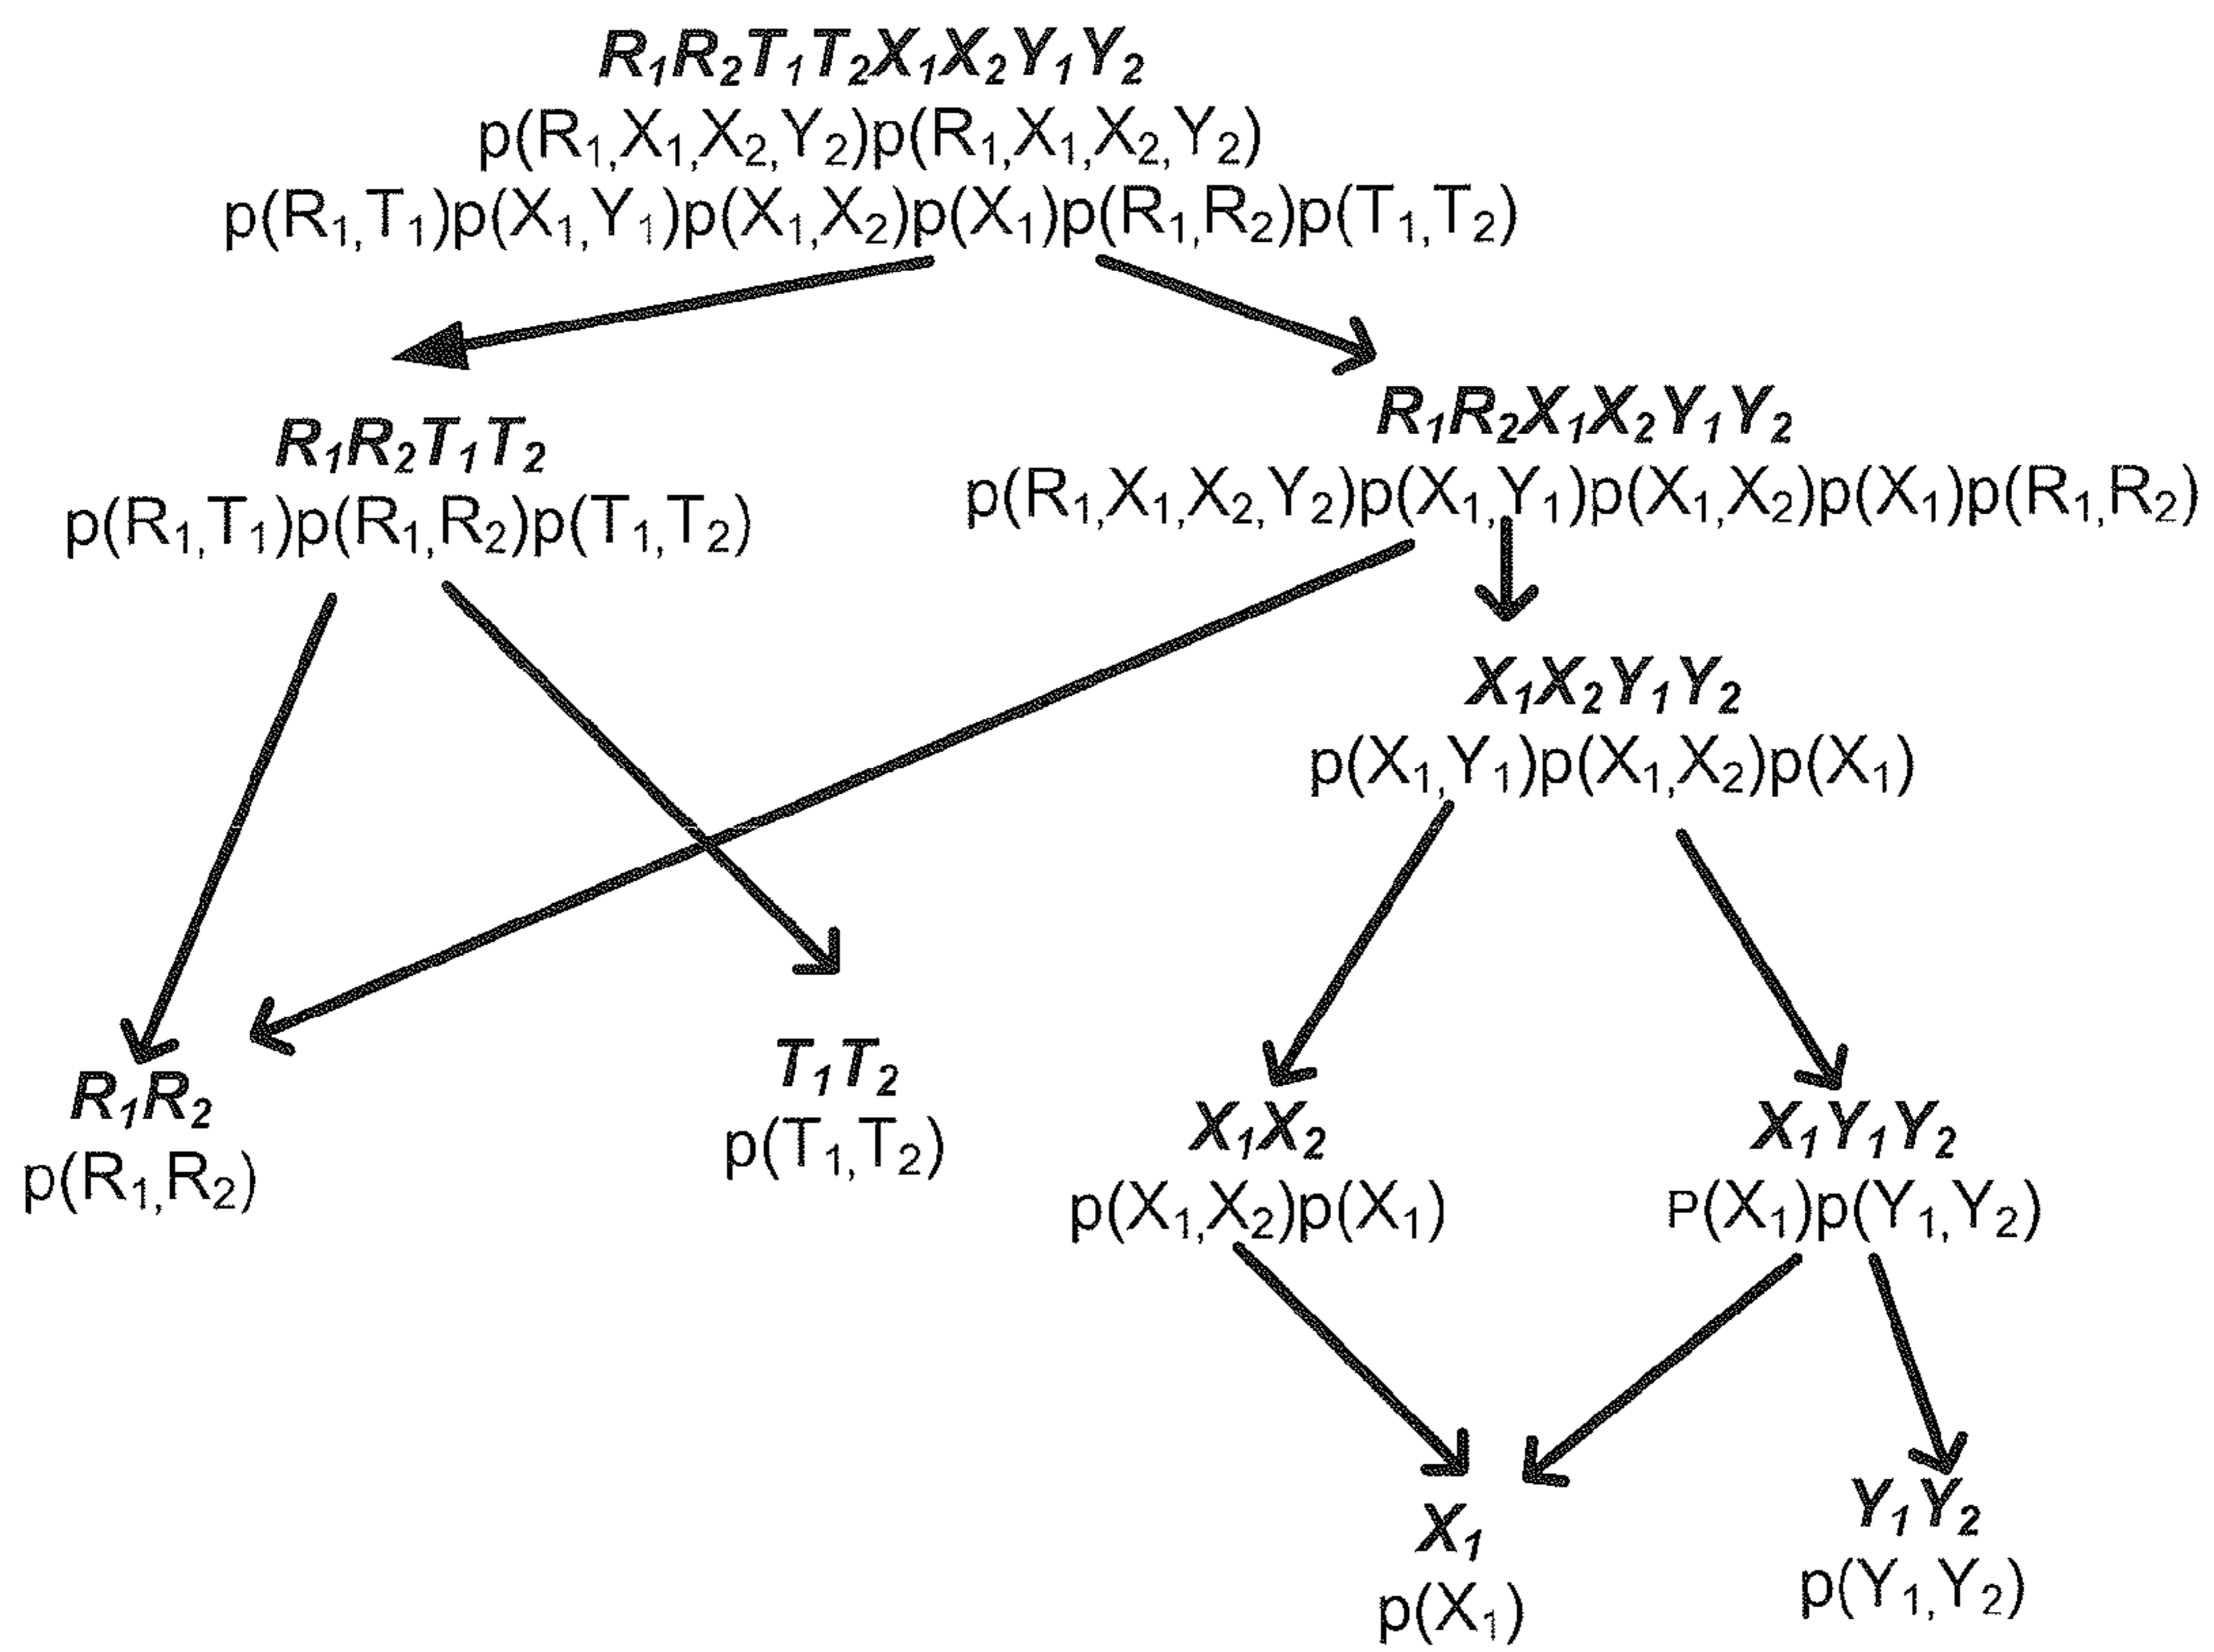 R₁R₂T₁T₂X₁X₂Y₁Y₂
p(R₁,X₁,X₂,Y₂)p(R₁,X₁,X₂,Y₂)
p(R₁,T₁)p(X₁,Y₁)p(X₁,X₂)p(X₁)p(R₁,R₂)p(T₁,T₂)
R₁R₂T₁T₂
p(R₁,T₁)p(R₁,R₂)p(T₁,T₂)
R₁R₂X₁X₂Y₁Y₂
p(R₁,X₁,X₂,Y₂)p(X₁,Y₁)p(X₁,X₂)p(X₁)p(R₁,R₂)
X₁X₂Y₁Y₂
p(X₁,Y₁)p(X₁,X₂)p(X₁)
R₁R₂
p(R₁,R₂)
T₁T₂
p(T₁,T₂)
X₁X₂
p(X₁,X₂)p(X₁)
X₁Y₁Y₂
P(X₁)p(Y₁,Y₂)
X₁
p(X₁)
Y₁Y₂
p(Y₁,Y₂)